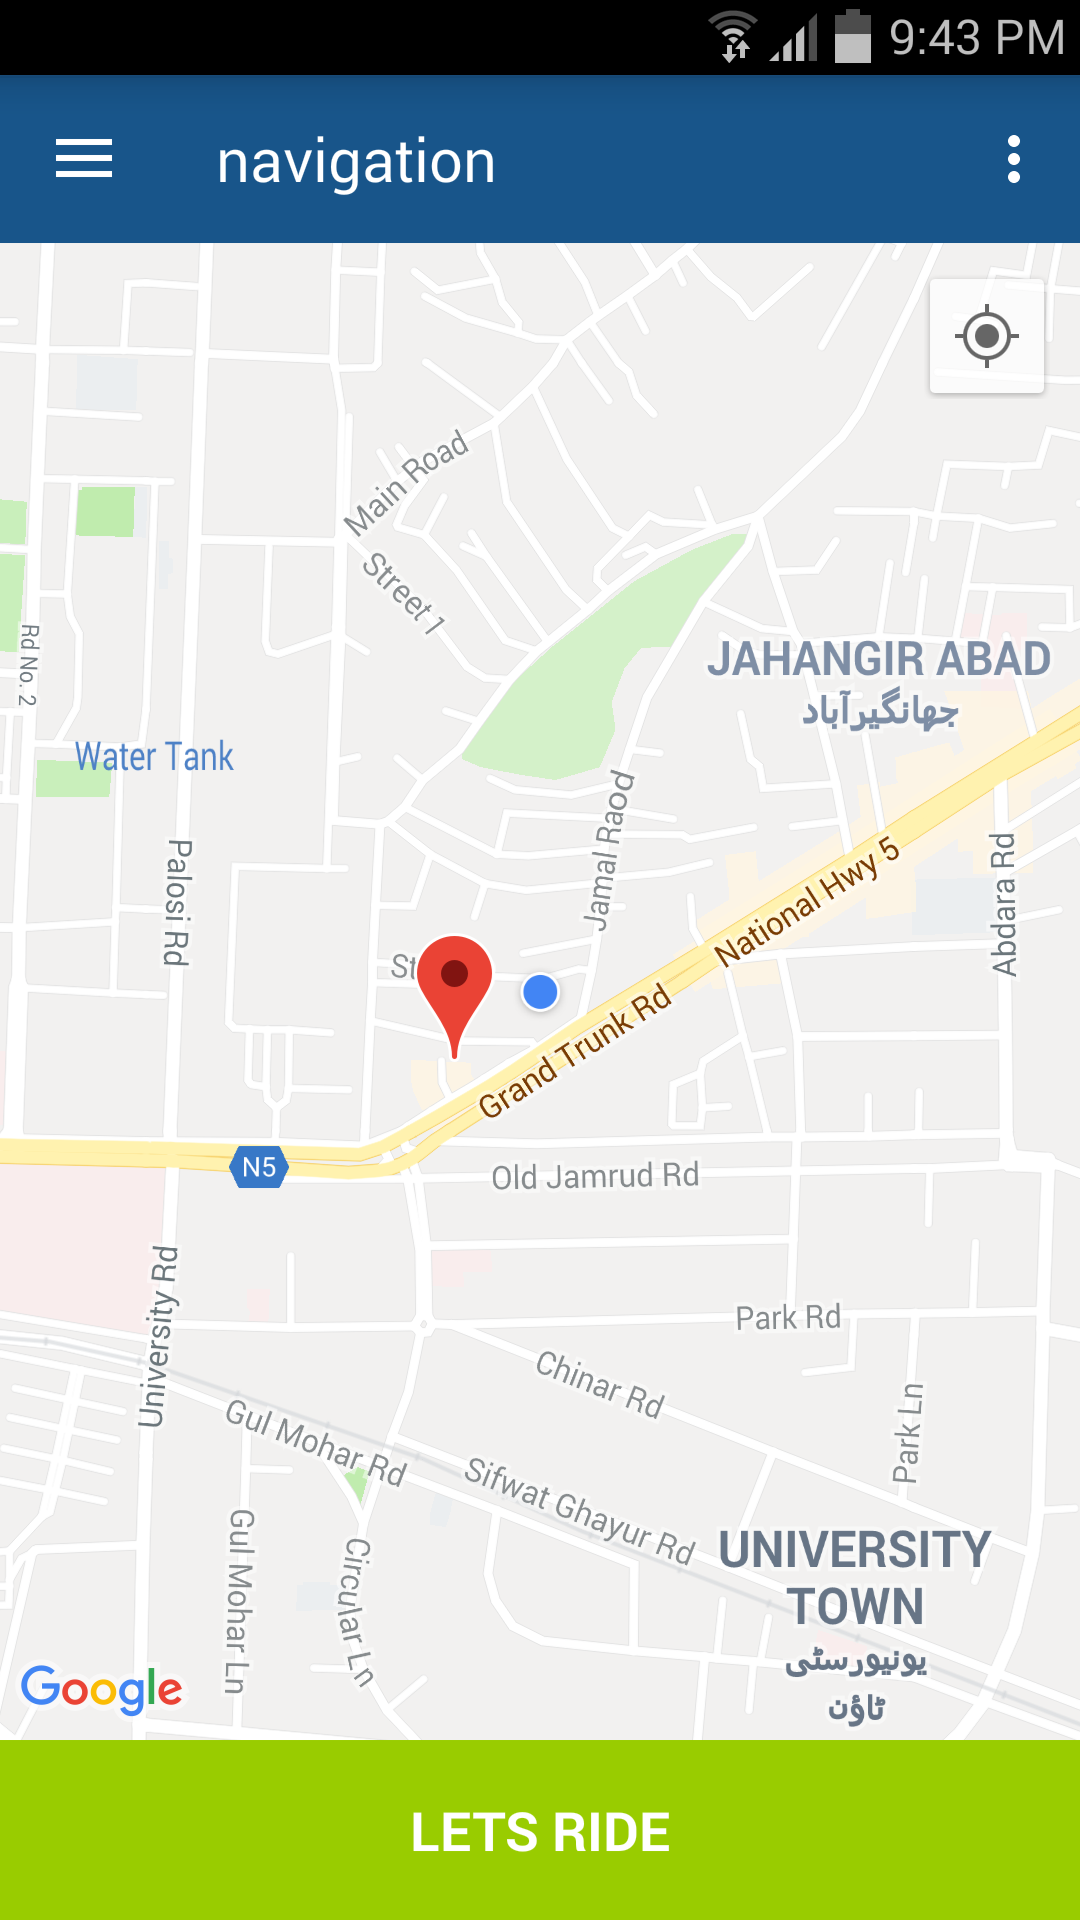 9:43 PM
navigation
Main Road
Street 1
Rd No. 2
JAHANGIR ABAD
جهانگیرآباد
Water Tank
Jamal Raod
Palosi Rd
National Hwy 5
Abdara Rd
St
Grand Trunk Rd
N5
Old Jamrud Rd
University Rd
Park Rd
Chinar Rd
Park Ln
Gul Mohar Rd
Sifwat Ghayur Rd
Gul Mohar Ln
Circular Ln
UNIVERSITY
TOWN
یونیورسٹی
ٹاؤن
Google
LETS RIDE